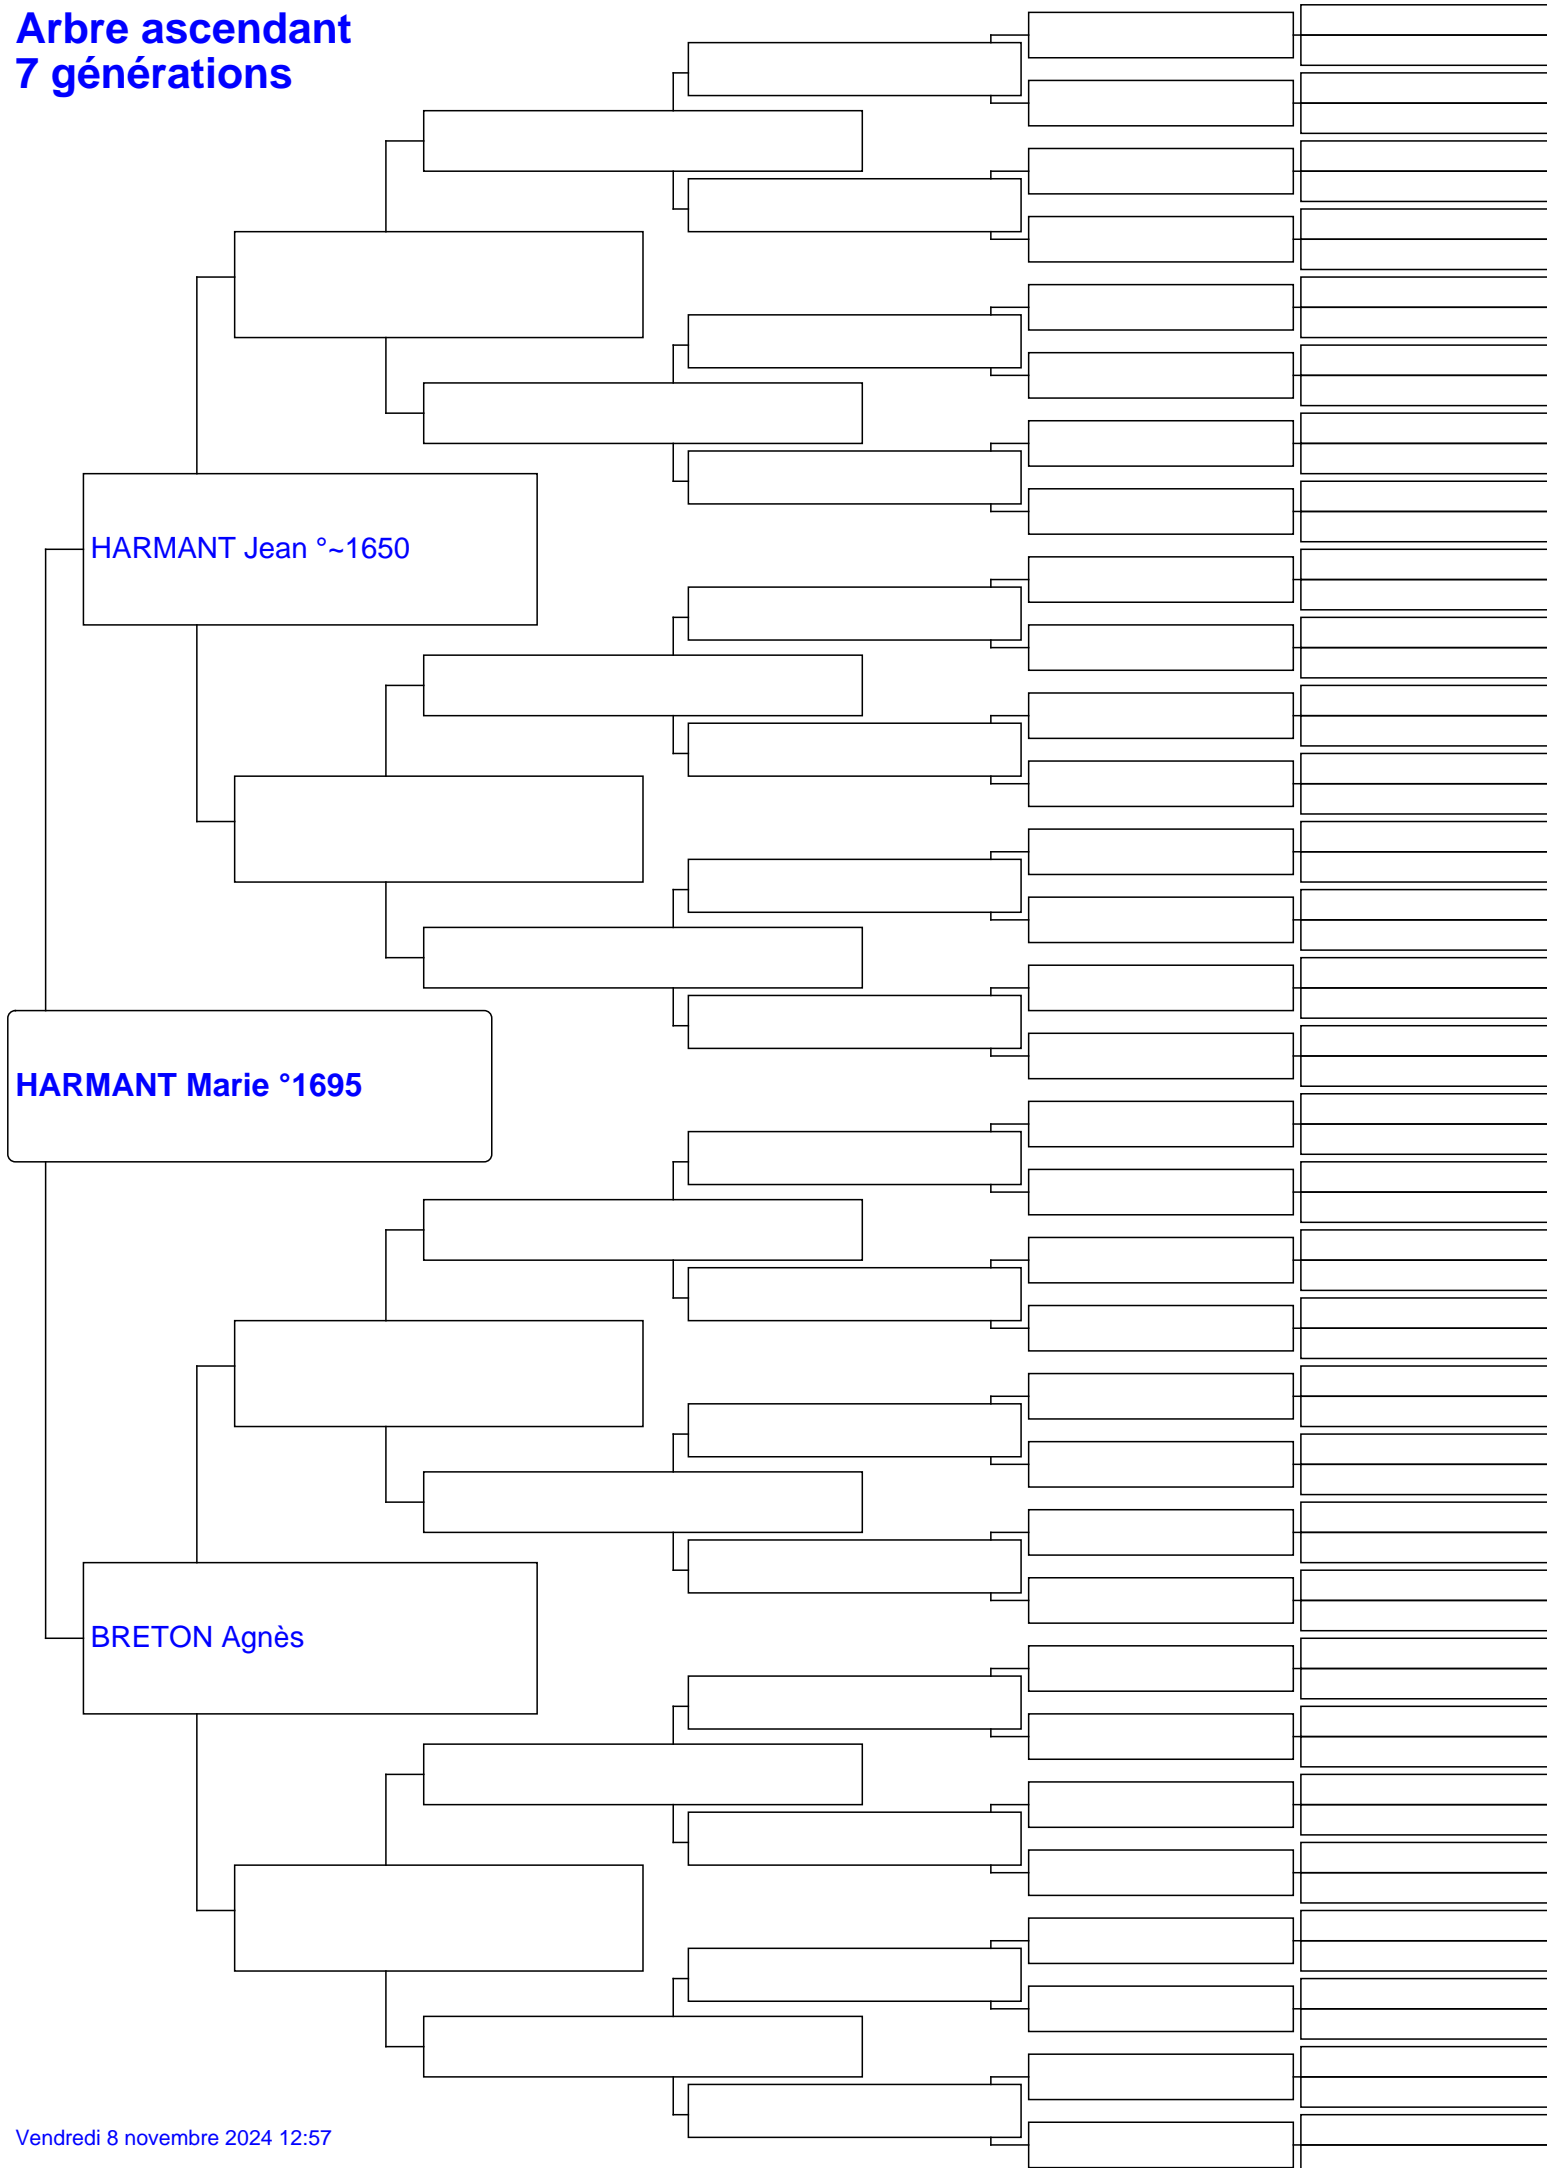 Arbre ascendant
7 générations
HARMANT Jean °~1650
HARMANT Marie °1695
BRETON Agnès
Vendredi 8 novembre 2024 12:57